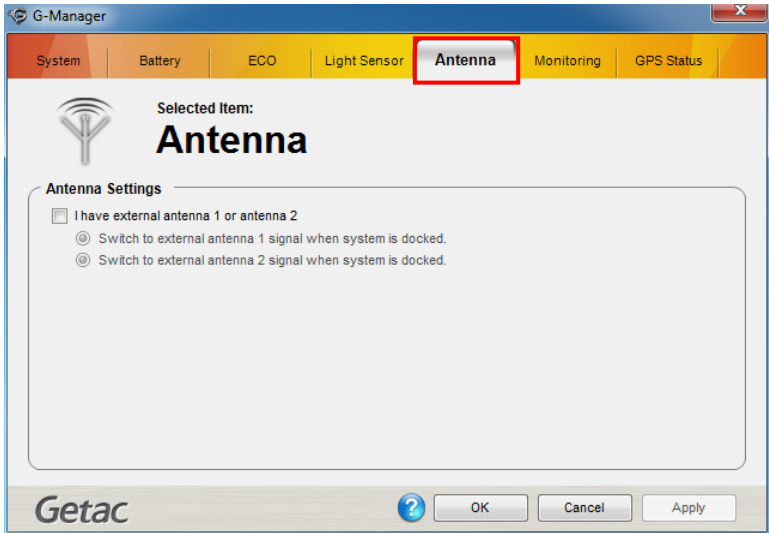 G-Manager
System Battery ECO Light Sensor Antenna Monitoring GPS Status
Selected Item:
Antenna
Antenna Settings
I have external antenna 1 or antenna 2
Switch to external antenna 1 signal when system is docked.
Switch to external antenna 2 signal when system is docked.
Getac ? OK Cancel Apply